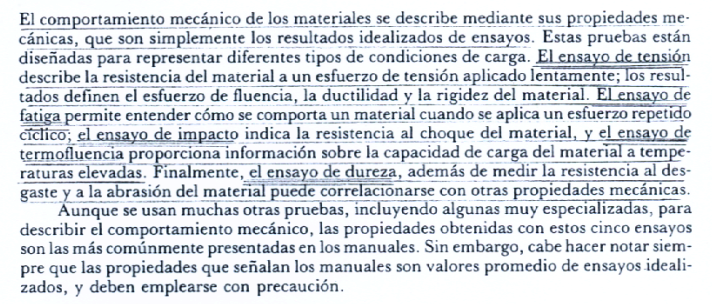 El comportamiento mecánico de los materiales se describe mediante sus propiedades me-
cánicas, que son simplemente los resultados idealizados de ensayos. Estas pruebas están
diseñadas para representar diferentes tipos de condiciones de carga. El ensayo de tensión
describe la resistencia del material a un esfuerzo de tensión aplicado lentamente; los resul-
tados definen el esfuerzo de fluencia, la ductilidad y la rigidez del material. El ensayo de
fatiga permite entender cómo se comporta un material cuando se aplica un esfuerzo repetido
cíclico; el ensayo de impacto indica la resistencia al choque del material, y el ensayo de
termofluencia proporciona información sobre la capacidad de carga del material a tempe-
raturas elevadas. Finalmente, el ensayo de dureza, además de medir la resistencia al des-
gaste y a la abrasión del material puede correlacionarse con otras propiedades mecánicas.
Aunque se usan muchas otras pruebas, incluyendo algunas muy especializadas, para
describir el comportamiento mecánico, las propiedades obtenidas con estos cinco ensayos
son las más comúnmente presentadas en los manuales. Sin embargo, cabe hacer notar siem-
pre que las propiedades que señalan los manuales son valores promedio de ensayos ideali-
zados, y deben emplearse con precaución.